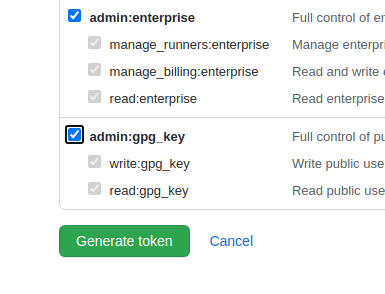 admin:enterprise Full control of en
manage_runners:enterprise Manage enterpri
manage_billing:enterprise Read and write e
read:enterprise Read enterprise
admin:gpg_key Full control of pu
write:gpg_key Write public use
read:gpg_key Read public use
Generate token Cancel